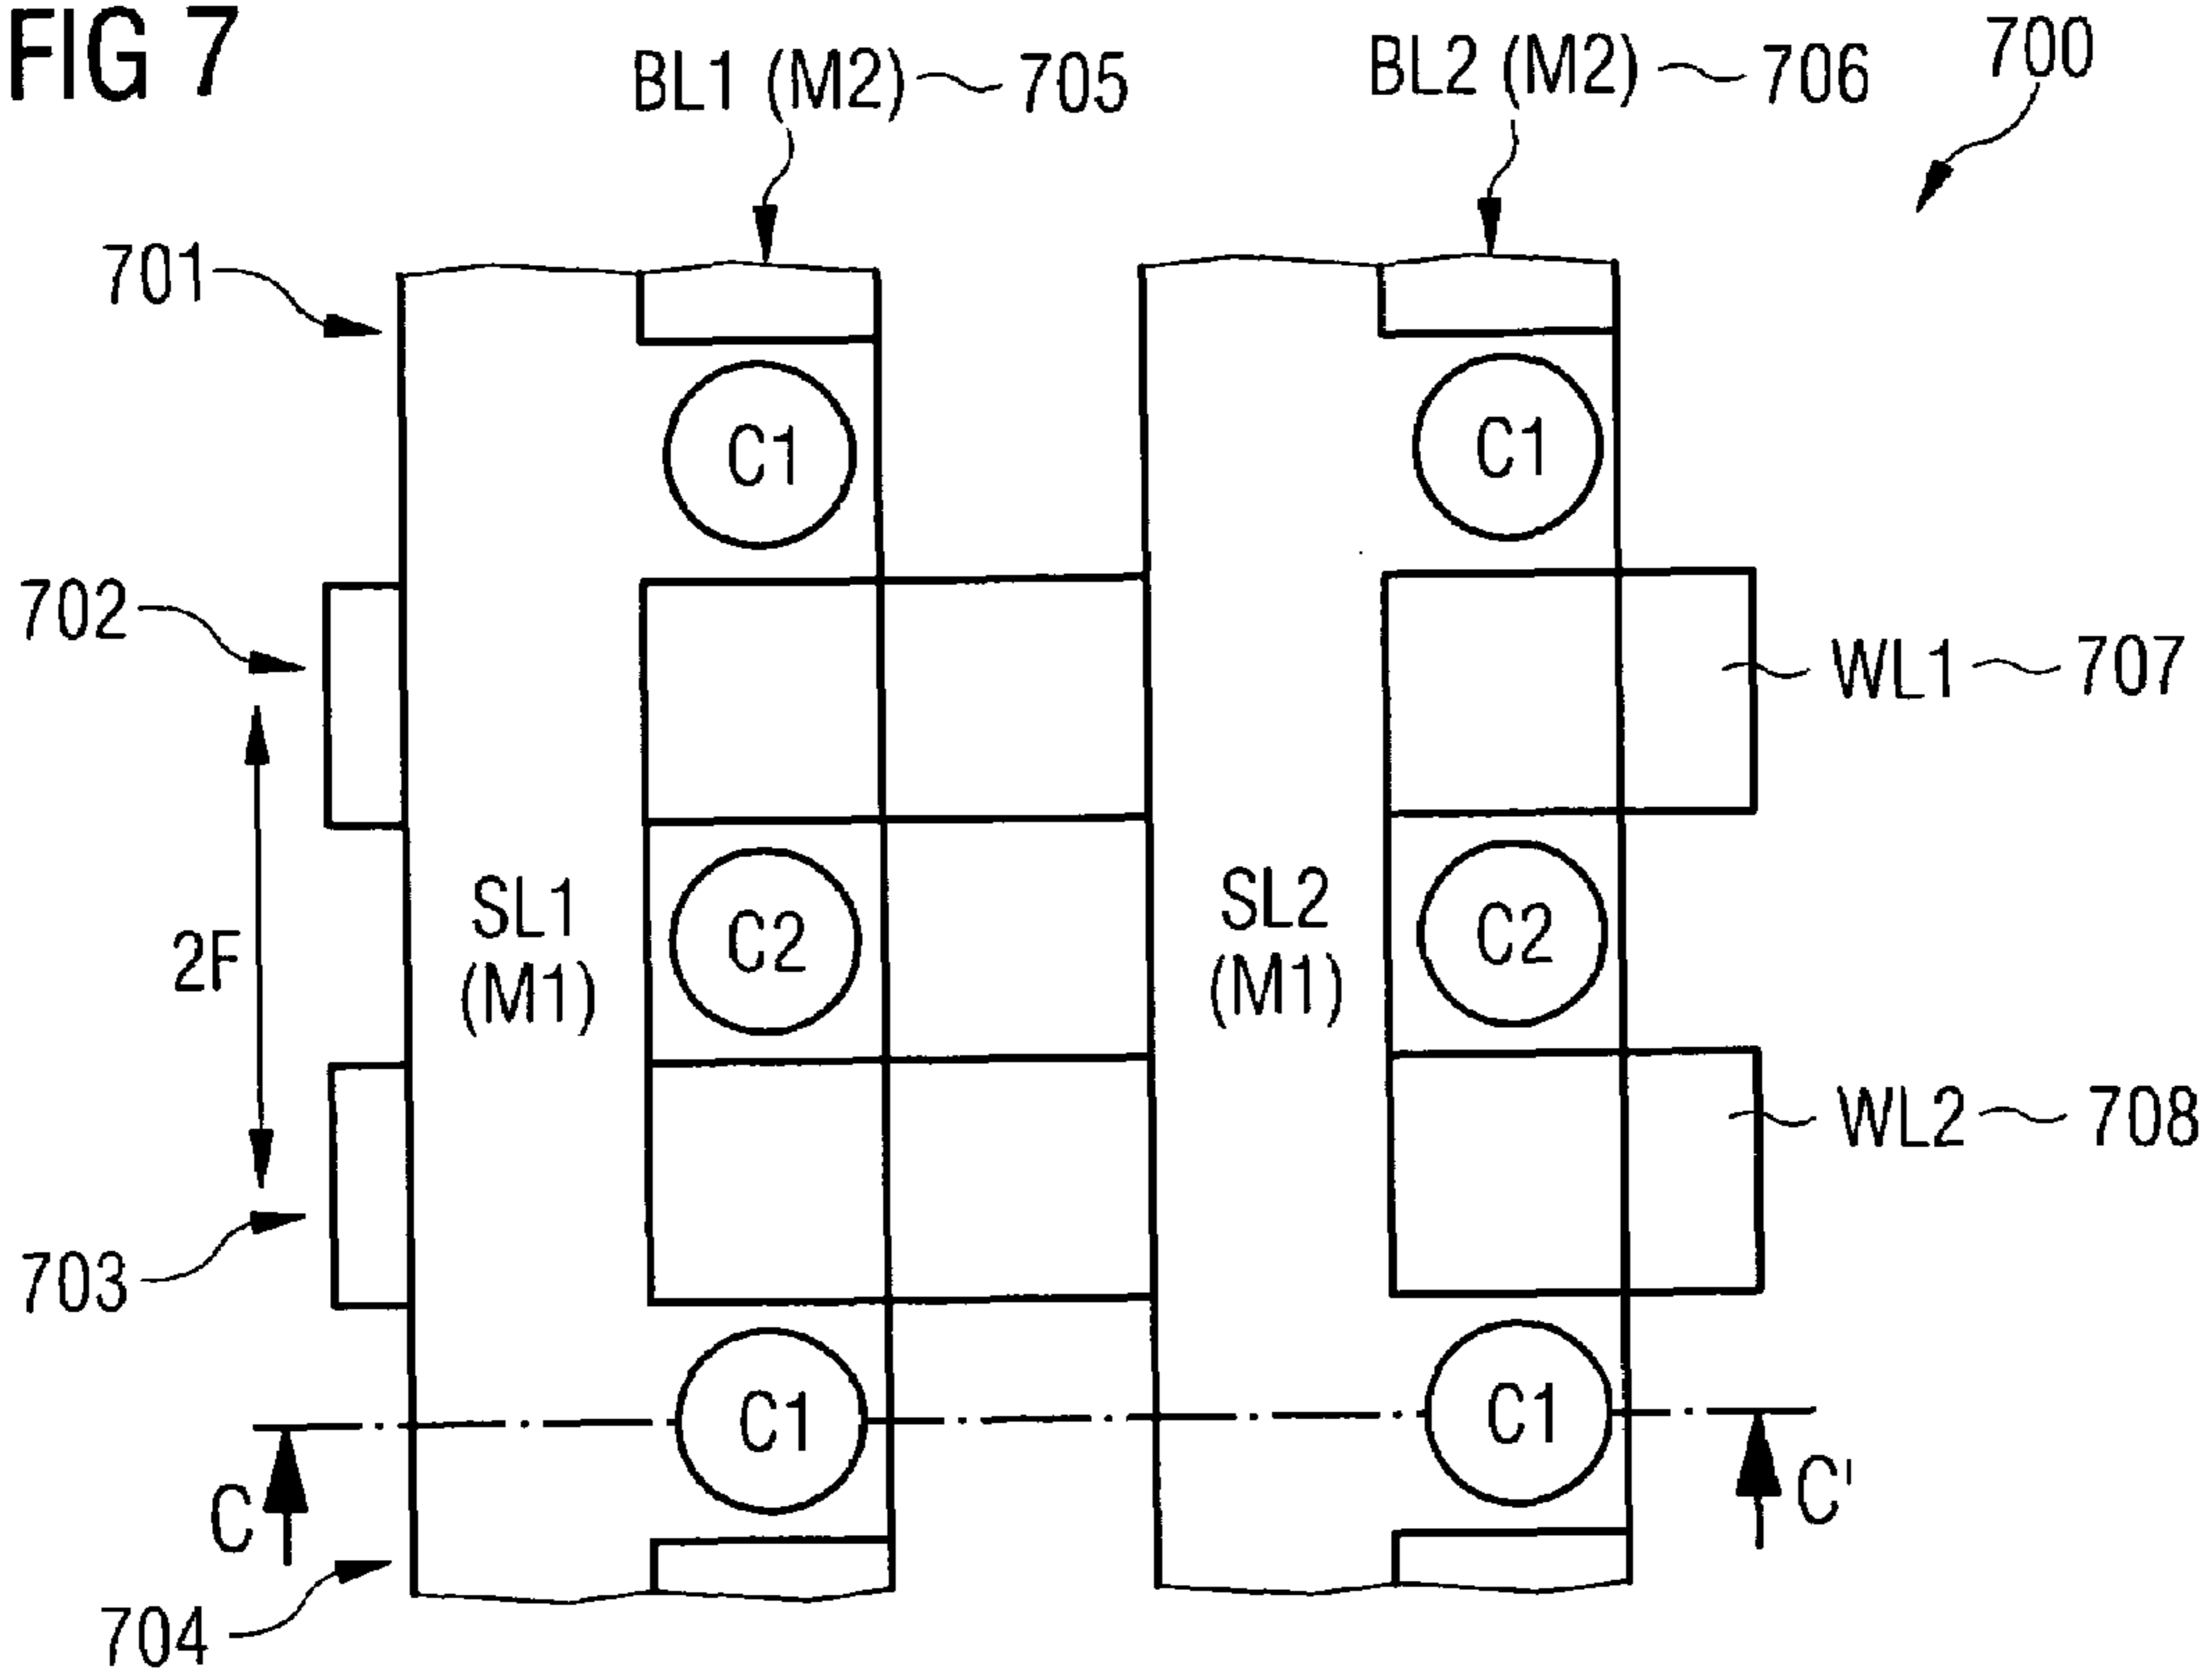 FIG 7
BL1 (M2) 705
BL2 (M2) 706
700
701
C1
C1
702
WL1 707
2F
SL1
(M1)
C2
SL2
(M1)
C2
WL2 708
703
C1
C1
C
C'
704